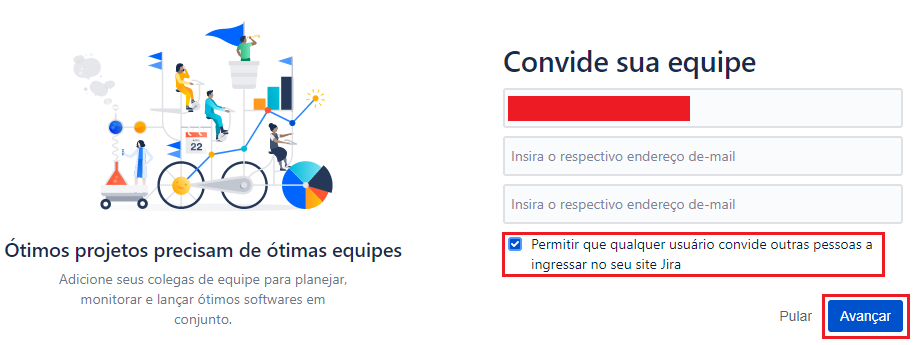 Convide sua equipe
Insira o respectivo endereço de-mail
Insira o respectivo endereço de-mail
Permitir que qualquer usuário convide outras pessoas a
ingressar no seu site Jira
Pular
Avançar
22
Ótimos projetos precisam de ótimas equipes
Adicione seus colegas de equipe para planejar,
monitorar e lançar ótimos softwares em
conjunto.